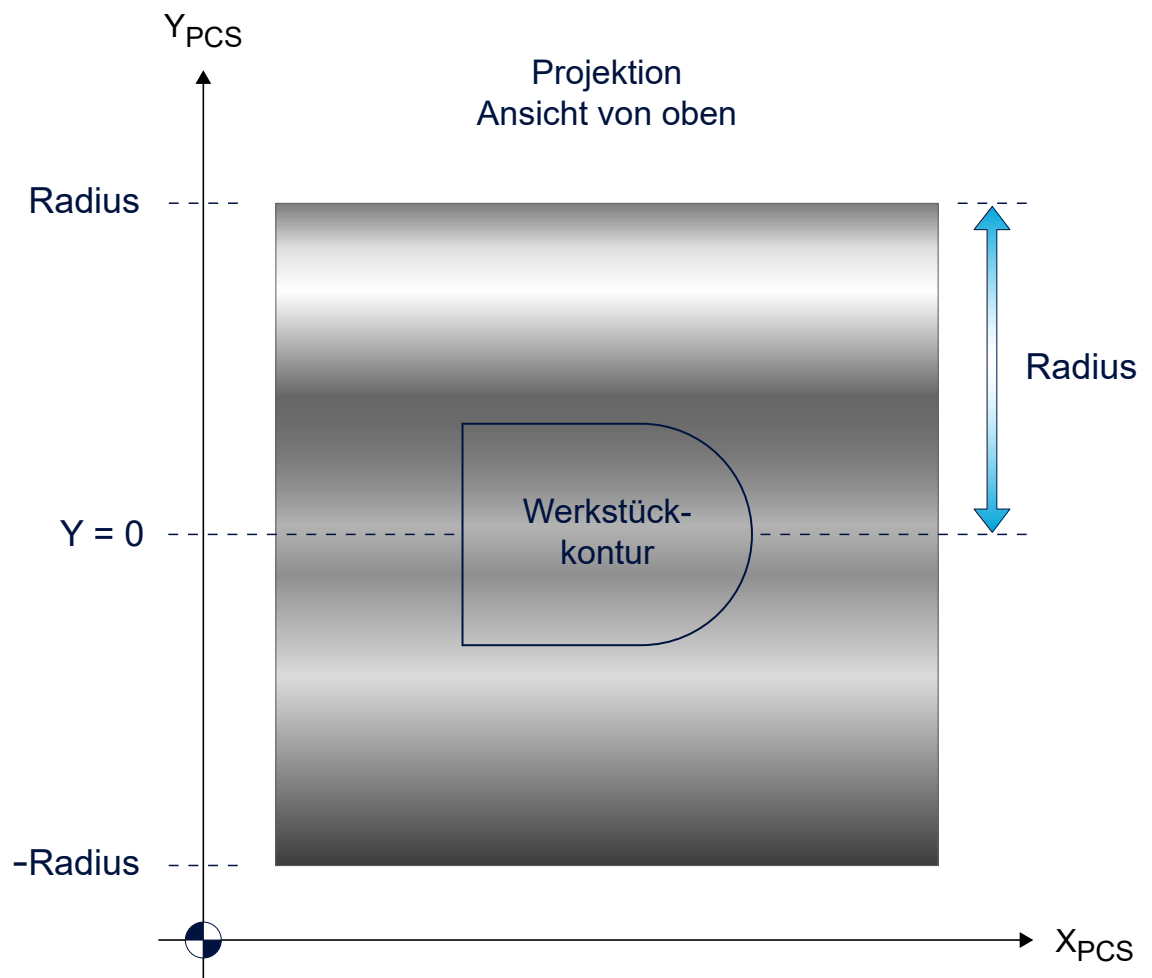 YPCS
Projektion
Ansicht von oben
Radius
Radius
Y = 0
Werkstück-
kontur
-Radius
XPCS